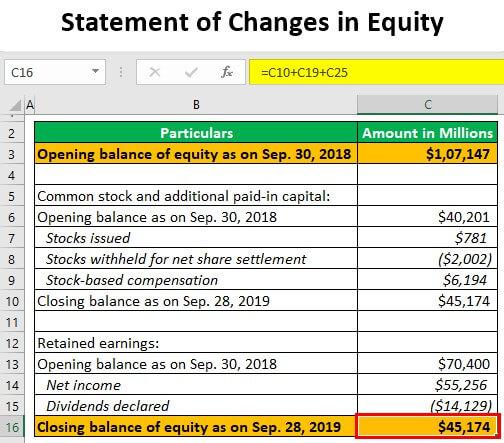 Statement of Changes in Equity
C16 fx =C10+C19+C25
A B C
2 Particulars Amount in Millions
3 Opening balance of equity as on Sep. 30, 2018 $1,07,147
4
5 Common stock and additional paid-in capital:
6 Opening balance as on Sep. 30, 2018 $40,201
7 Stocks issued $781
8 Stocks withheld for net share settlement ($2,002)
9 Stock-based compensation $6,194
10 Closing balance as on Sep. 28, 2019 $45,174
11
12 Retained earnings:
13 Opening balance as on Sep. 30, 2018 $70,400
14 Net income $55,256
15 Dividends declared ($14,129)
16 Closing balance of equity as on Sep. 28, 2019 $45,174